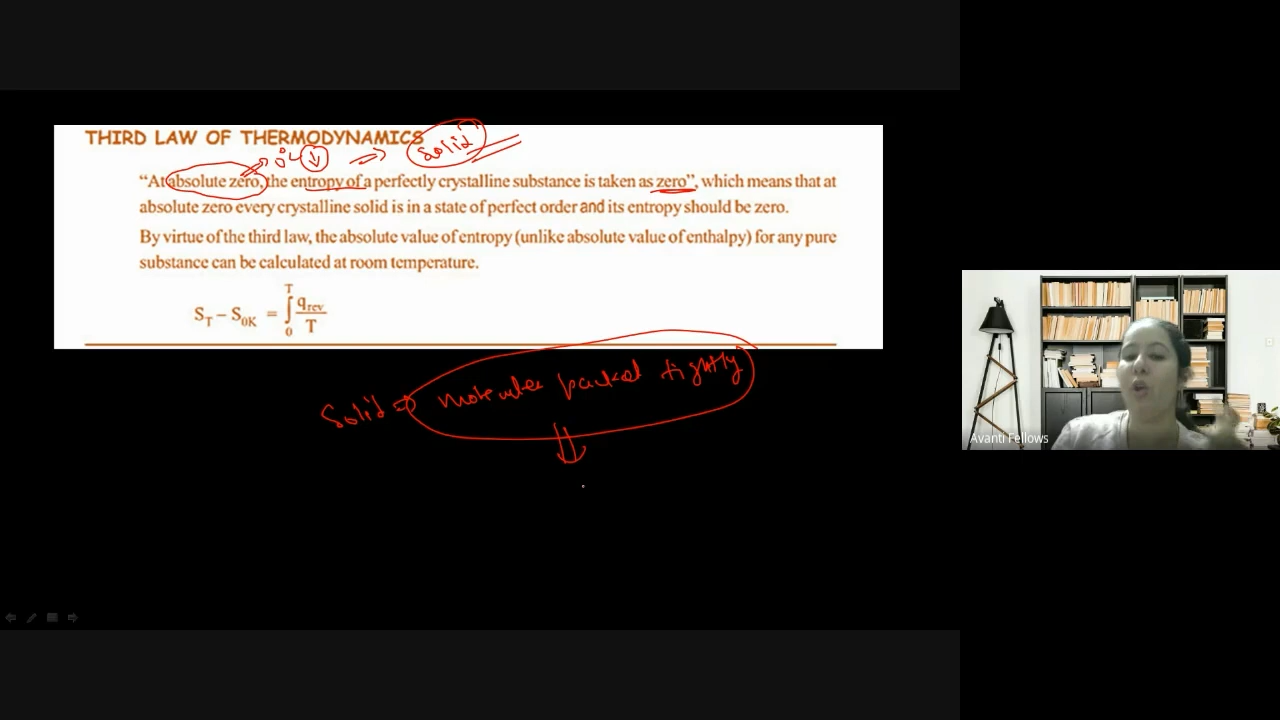 THIRD LAW OF THERMODYNAMICS
solid
"At absolute zero, the entropy of a perfectly crystalline substance is taken as zero", which means that at
absolute zero every crystalline solid is in a state of perfect order and its entropy should be zero.
By virtue of the third law, the absolute value of entropy (unlike absolute value of enthalpy) for any pure
substance can be calculated at room temperature.
S_T – S_0K = ∫_0^T q_rev/T
Solid ⇒ molecules packed tightly
Avanti Fellows